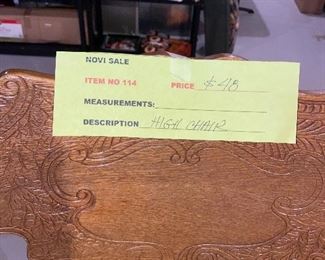 NOVI SALE
ITEM NO 114 PRICE $48
MEASUREMENTS:
DESCRIPTION HIGH CHAIR